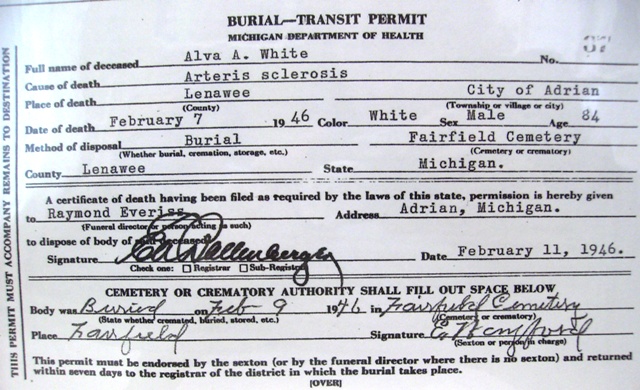 BURIAL—TRANSIT PERMIT
MICHIGAN DEPARTMENT OF HEALTH
Full name of deceased Alva A. White No.
Cause of death Arteris sclerosis
Place of death Lenawee City of Adrian
(County) (Township or village or city)
Date of death February 7 1946 Color White Sex Male Age 84
Method of disposal Burial Fairfield Cemetery
(Whether burial, cremation, storage, etc.) (Cemetery or crematory)
County Lenawee State Michigan.
A certificate of death having been filed as required by the laws of this state, permission is hereby given
to Raymond Everiss Address Adrian, Michigan.
(Funeral director or person acting as such)
to dispose of body of said deceased.
Signature Date February 11, 1946.
Check one: Registrar Sub-Registrar
CEMETERY OR CREMATORY AUTHORITY SHALL FILL OUT SPACE BELOW
Body was Buried on Feb 9 1946 in Fairfield Cemetery
(State whether cremated, buried, stored, etc.) (Cemetery or crematory)
Place Fairfield Signature
(Sexton or person in charge)
This permit must be endorsed by the sexton (or by the funeral director where there is no sexton) and returned
within seven days to the registrar of the district in which the burial takes place.
[OVER]
THIS PERMIT MUST ACCOMPANY REMAINS TO DESTINATION